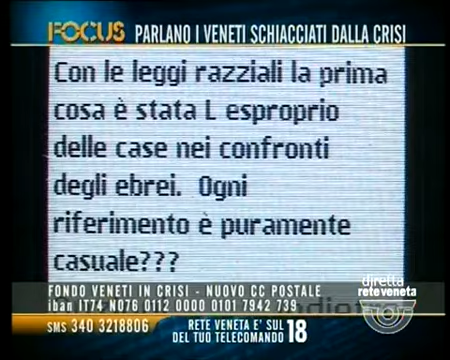 FOCUS PARLANO I VENETI SCHIACCIATI DALLA CRISI
Con le leggi razziali la prima
cosa è stata L esproprio
delle case nei confronti
degli ebrei. Ogni
riferimento è puramente
casuale???
diretta
reteveneta
FONDO VENETI IN CRISI - NUOVO CC POSTALE
iban IT74 N076 0112 0000 0101 7942 739
SMS 340 3218806
RETE VENETA E' SUL
DEL TUO TELECOMANDO 18